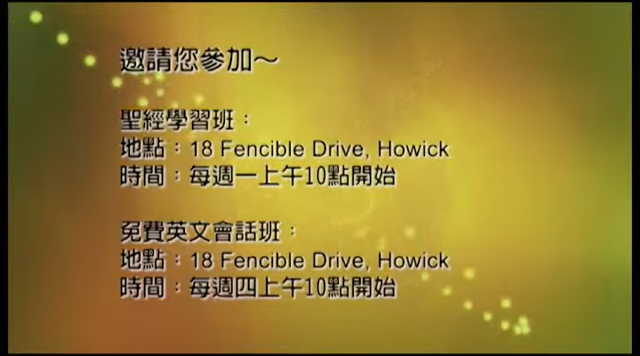 邀請您參加～
聖經學習班：
地點：18 Fencible Drive, Howick
時間：每週一上午10點開始
免費英文會話班：
地點：18 Fencible Drive, Howick
時間：每週四上午10點開始